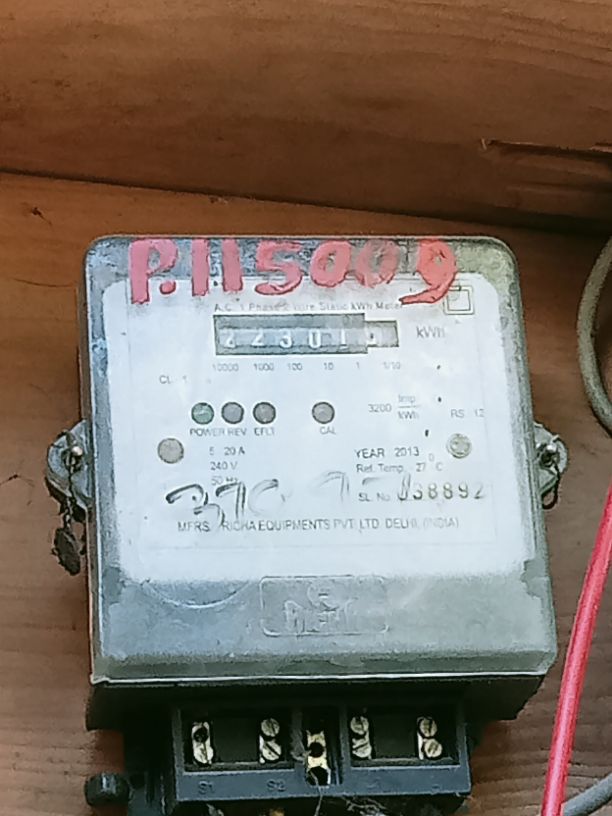 P.115009
A.C. 1 Phase 2 Wire Static kWh Meter
kWh
10000 1000 100 10 1 1/10
CL. 1
3200 Imp/kWh
RS. 12
POWER REV EFLT CAL
5 20 A
240 V
50 Hz
YEAR 2013
Ref. Temp. 27 °C
SL. No. 038892
MFRS. RICHA EQUIPMENTS PVT. LTD. DELHI, (INDIA)
S1 S2